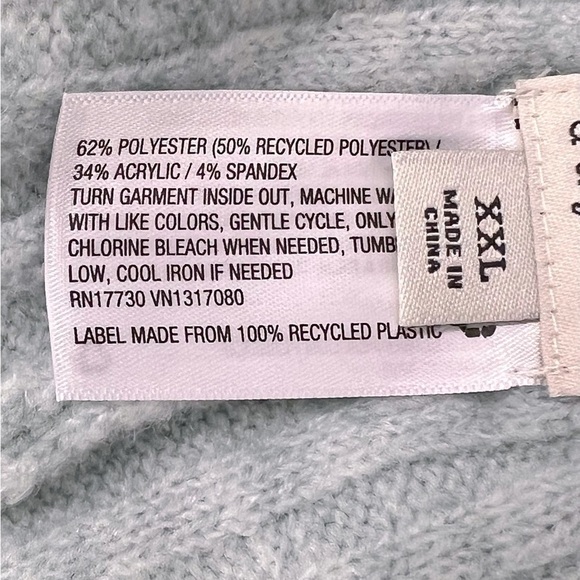 62% POLYESTER (50% RECYCLED POLYESTER) /
34% ACRYLIC / 4% SPANDEX
TURN GARMENT INSIDE OUT, MACHINE
WITH LIKE COLORS, GENTLE CYCLE, ONLY
CHLORINE BLEACH WHEN NEEDED,
LOW, COOL IRON IF NEEDED
RN17730 VN1317080
LABEL MADE FROM 100% RECYCLED PLASTIC
XXL
MADE IN
CHINA